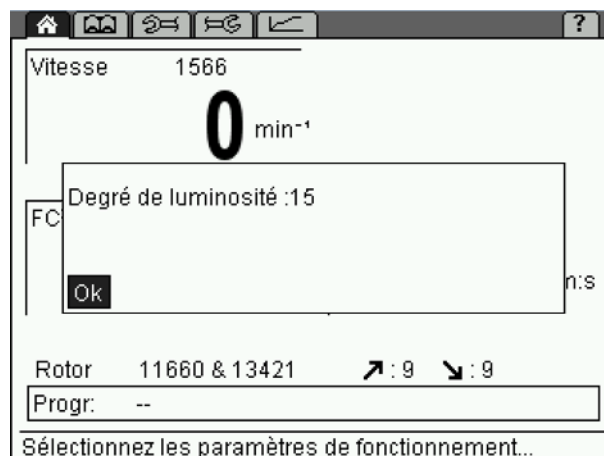 ?
Vitesse 1566
0 min⁻¹
Degré de luminosité :15
FC
n:s
Ok
Rotor 11660 & 13421 ↗ : 9 ↘ : 9
Progr: --
Sélectionnez les paramètres de fonctionnement...